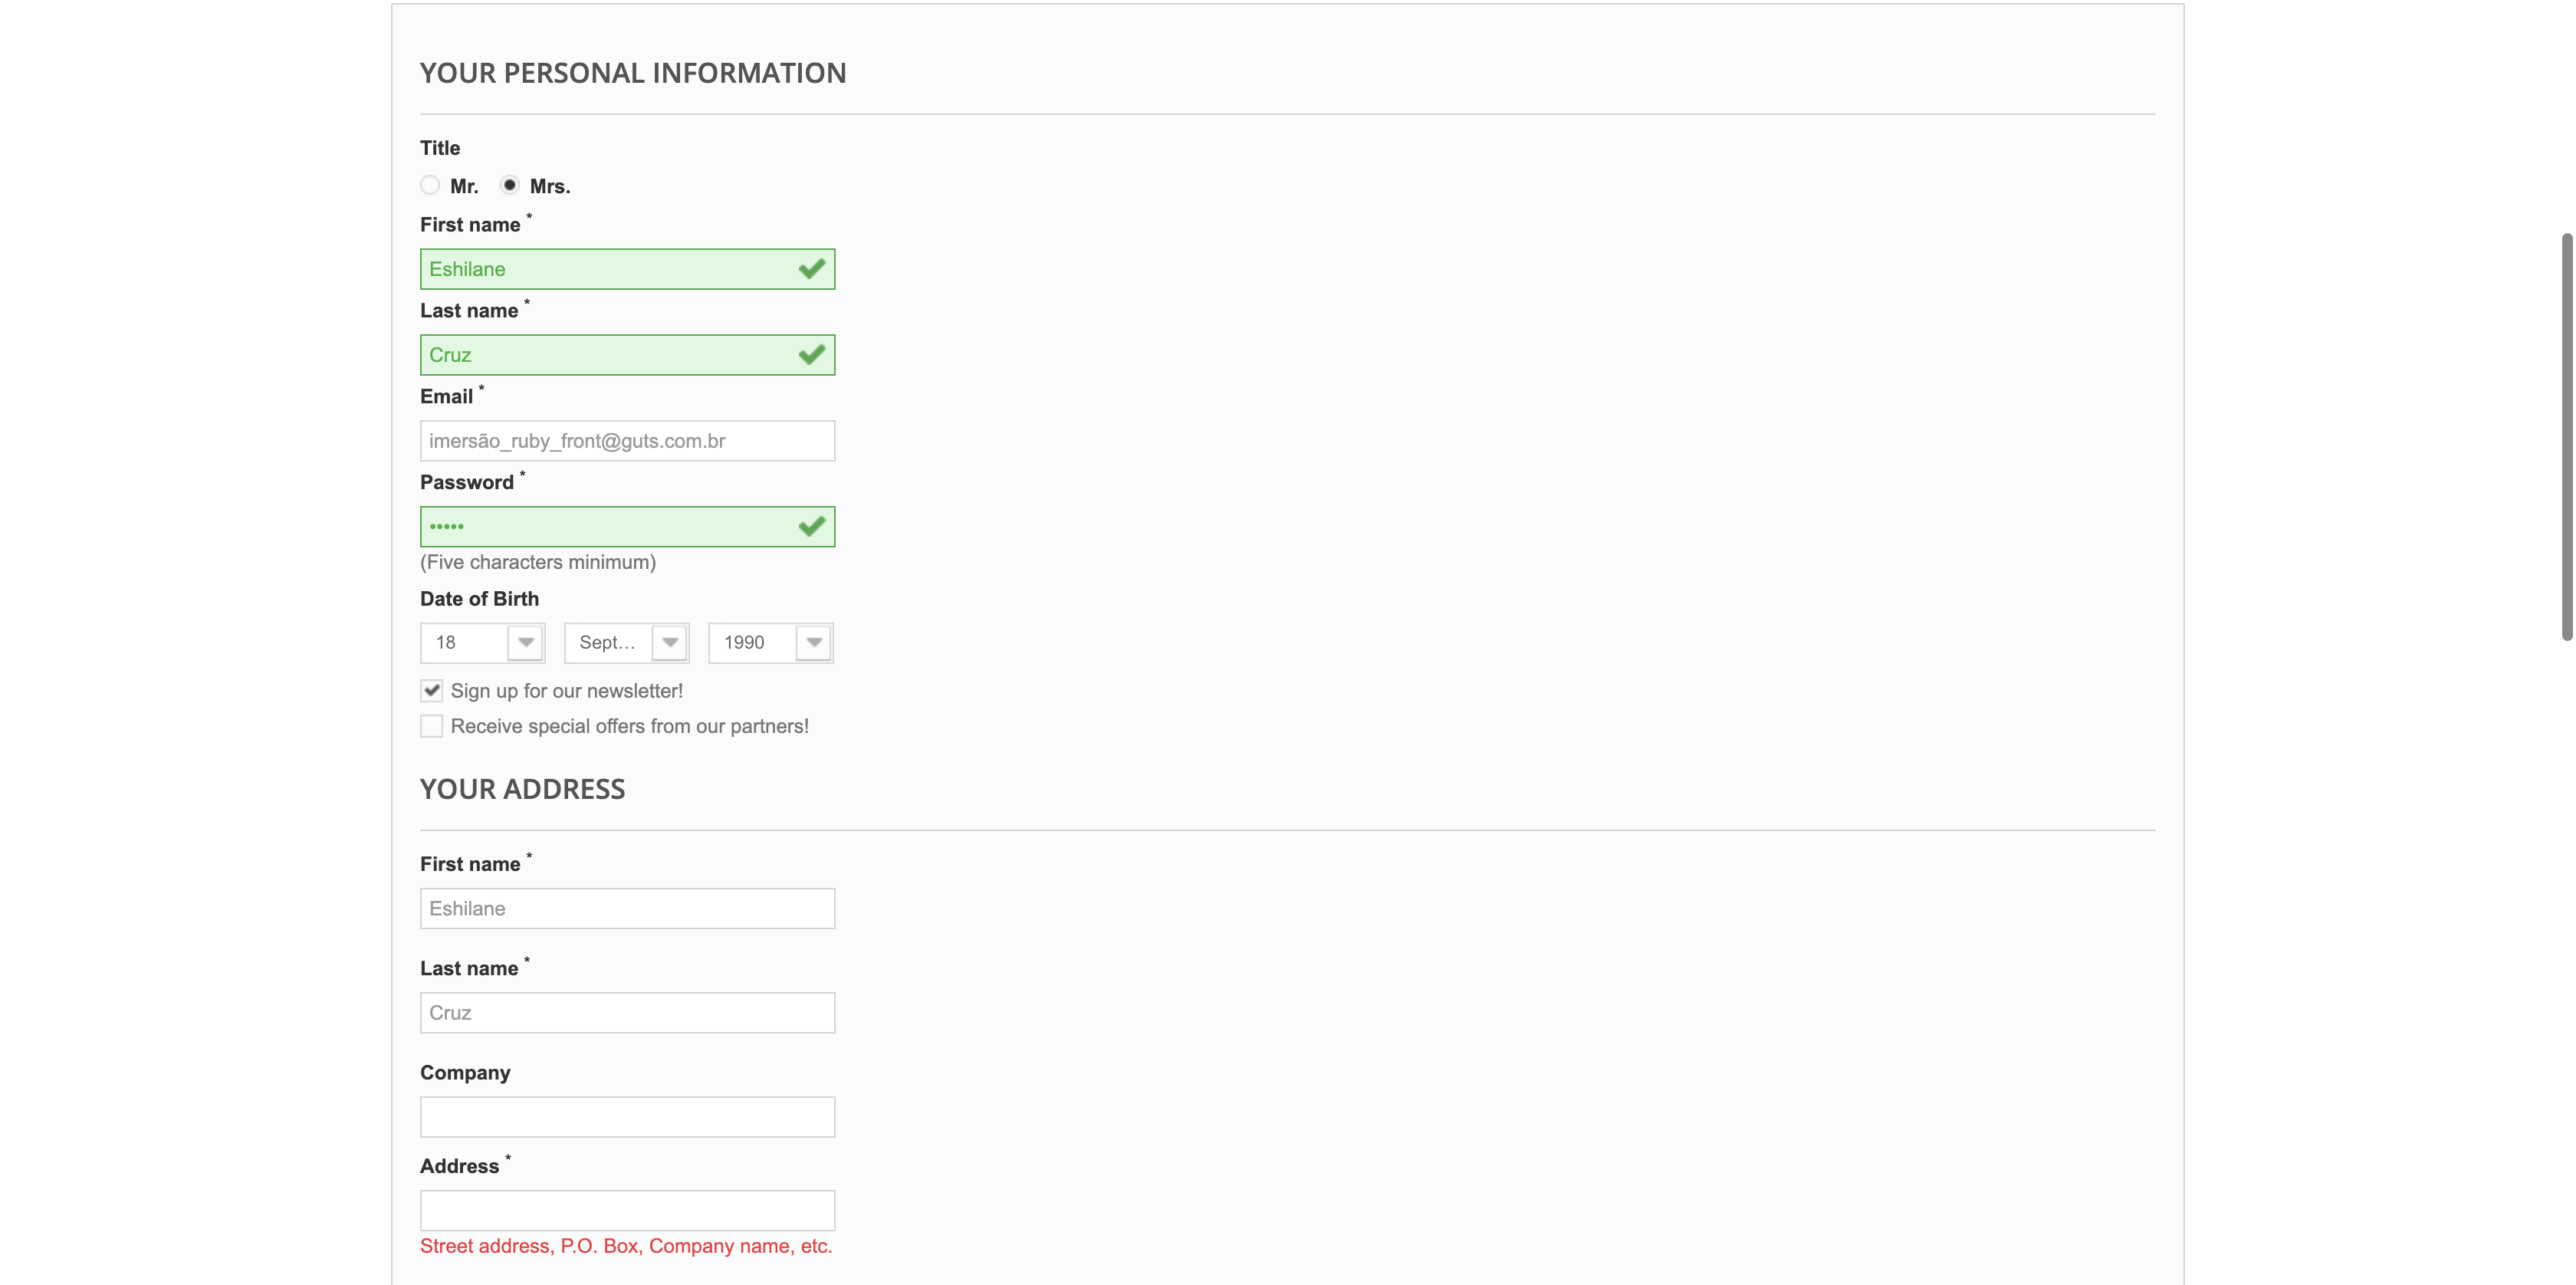 YOUR PERSONAL INFORMATION
Title
Mr. Mrs.
First name *
Eshilane
Last name *
Cruz
Email *
imersão_ruby_front@guts.com.br
Password *
•••••
(Five characters minimum)
Date of Birth
18 Sept... 1990
Sign up for our newsletter!
Receive special offers from our partners!
YOUR ADDRESS
First name *
Eshilane
Last name *
Cruz
Company
Address *
Street address, P.O. Box, Company name, etc.